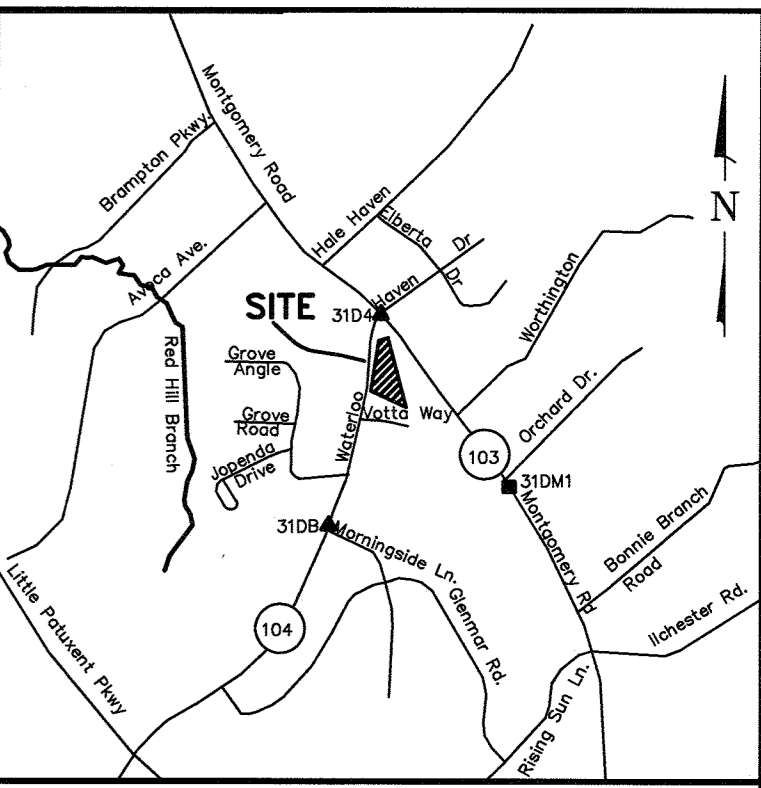 Montgomery Road
Brampton Pkwy.
Hale Haven
Elberta
Dr
N
Avoca Ave.
Haven
Dr
SITE
31D4
Worthington
Grove
Angle
Red Hill Branch
Waterloo
Votta Way
Orchard Dr.
Grove
Road
103
Jopenda
Drive
31DM1
31DB
Morningside Ln.
Montgomery Rd
Bonnie Branch
Road
Little Patuxent Pkwy
Glenmar Rd.
Ilchester Rd.
104
Rising Sun Ln.